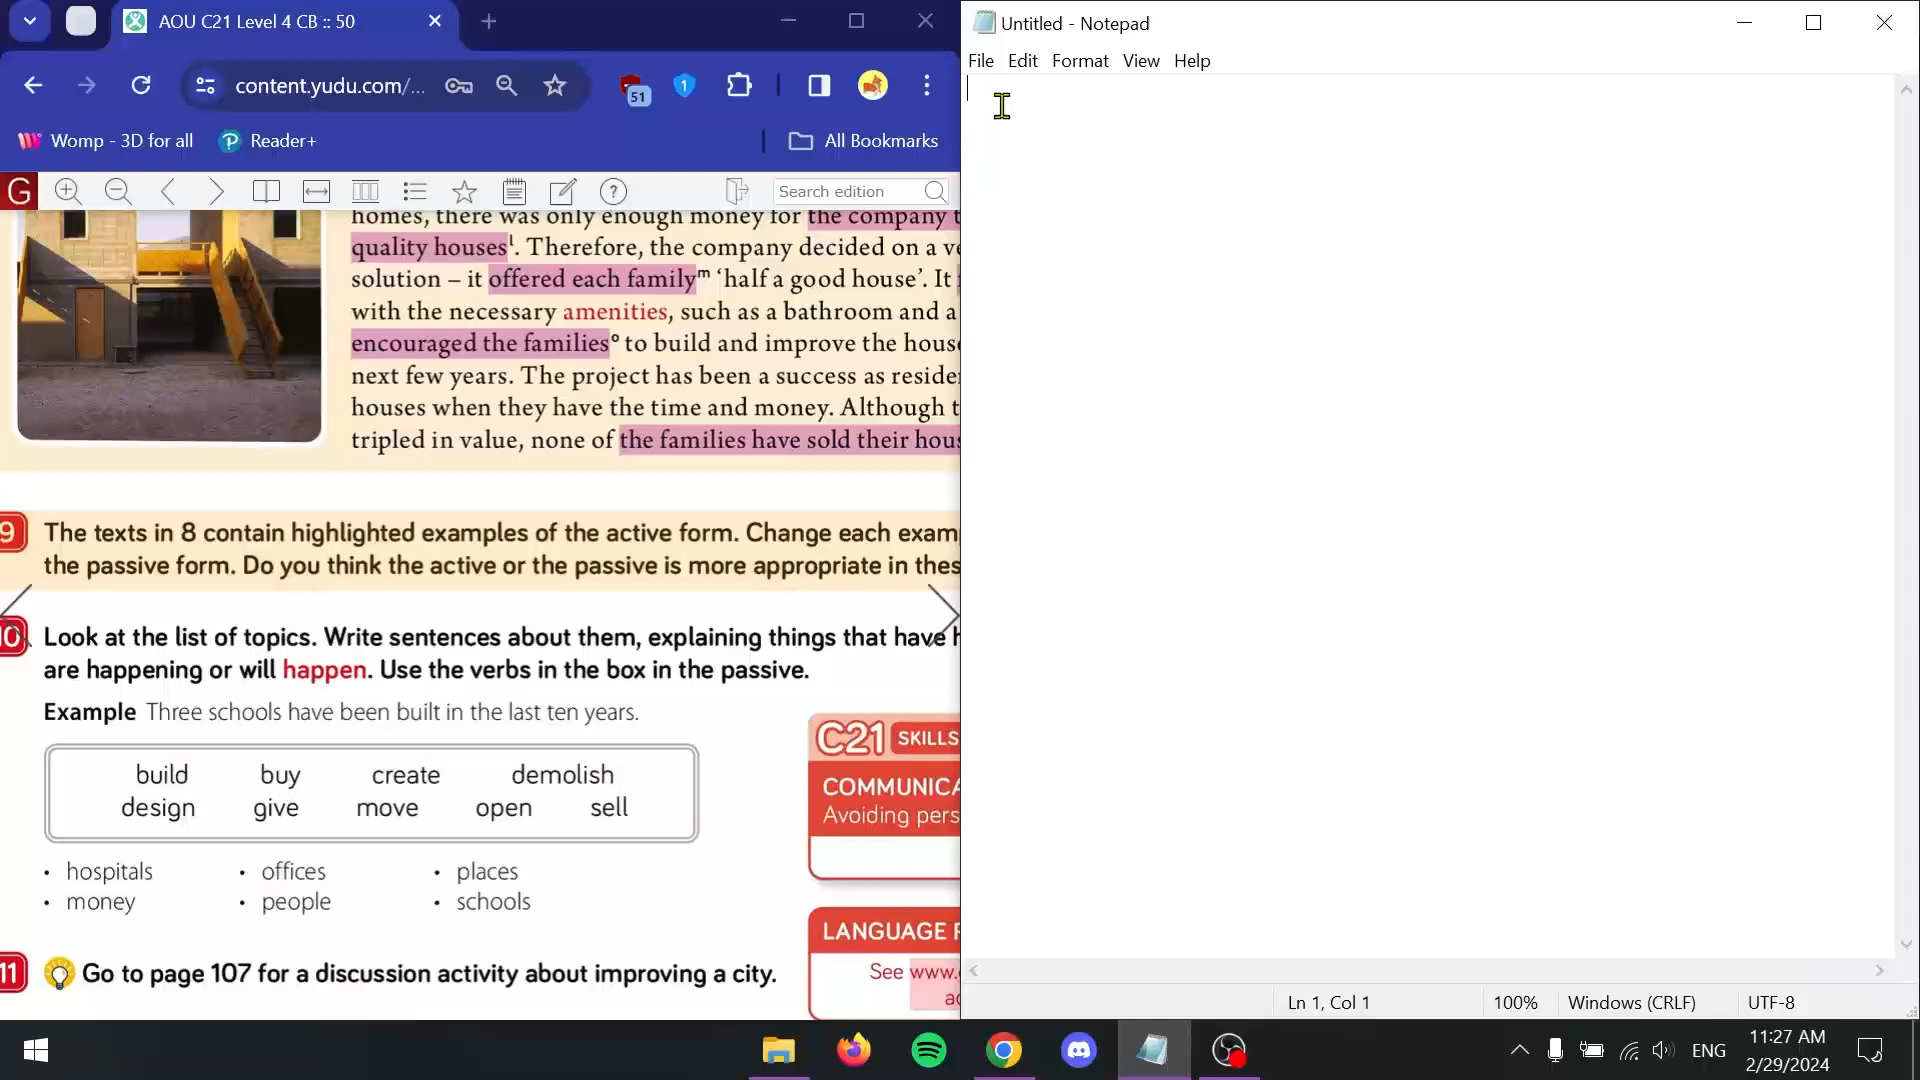 AOU C21 Level 4 CB :: 50
content.yudu.com/...
51
1
Womp - 3D for all
Reader+
All Bookmarks
G
?
Search edition
homes, there was only enough money for the company t
quality houses¹. Therefore, the company decided on a ve
solution – it offered each familyᵐ ‘half a good house’. It
with the necessary amenities, such as a bathroom and a
encouraged the familiesᵒ to build and improve the hous
next few years. The project has been a success as reside
houses when they have the time and money. Although t
tripled in value, none of the families have sold their hous
9 The texts in 8 contain highlighted examples of the active form. Change each exam
the passive form. Do you think the active or the passive is more appropriate in thes
10 Look at the list of topics. Write sentences about them, explaining things that have h
are happening or will happen. Use the verbs in the box in the passive.
Example Three schools have been built in the last ten years.
build buy create demolish
design give move open sell
• hospitals • offices • places
• money • people • schools
11 Go to page 107 for a discussion activity about improving a city.
C21 SKILLS
COMMUNICA
Avoiding pers
LANGUAGE F
See www.
ac
Untitled - Notepad
File Edit Format View Help
Ln 1, Col 1 100% Windows (CRLF) UTF-8
ENG
11:27 AM
2/29/2024